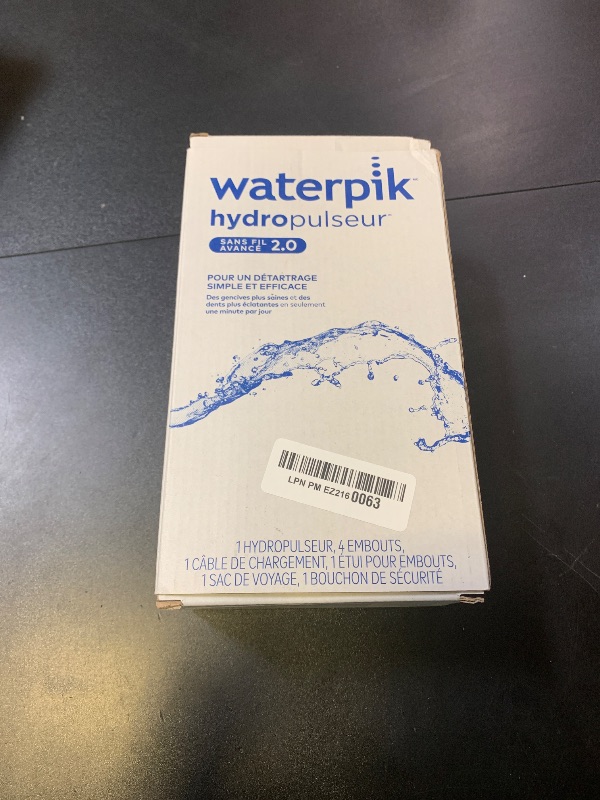 waterpik™
hydropulseur™
SANS FIL
AVANCÉ 2.0
POUR UN DÉTARTRAGE
SIMPLE ET EFFICACE
Des gencives plus saines et des
dents plus éclatantes en seulement
une minute par jour
LPN PM EZ216 0063
1 HYDROPULSEUR, 4 EMBOUTS,
1 CÂBLE DE CHARGEMENT, 1 ÉTUI POUR EMBOUTS,
1 SAC DE VOYAGE, 1 BOUCHON DE SÉCURITÉ